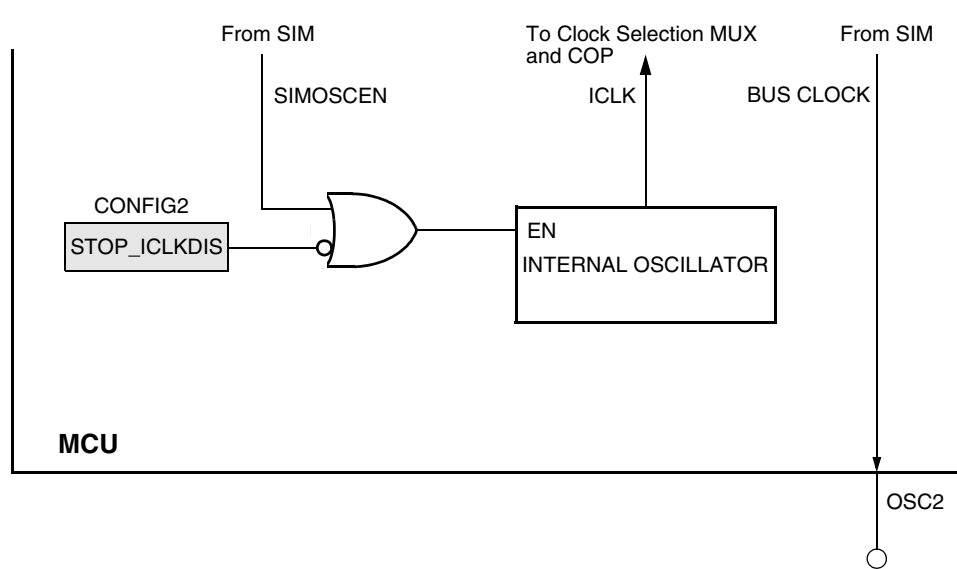 From SIM
To Clock Selection MUX
and COP
From SIM
SIMOSCEN
ICLK
BUS CLOCK
CONFIG2
STOP_ICLKDIS
EN
INTERNAL OSCILLATOR
MCU
OSC2